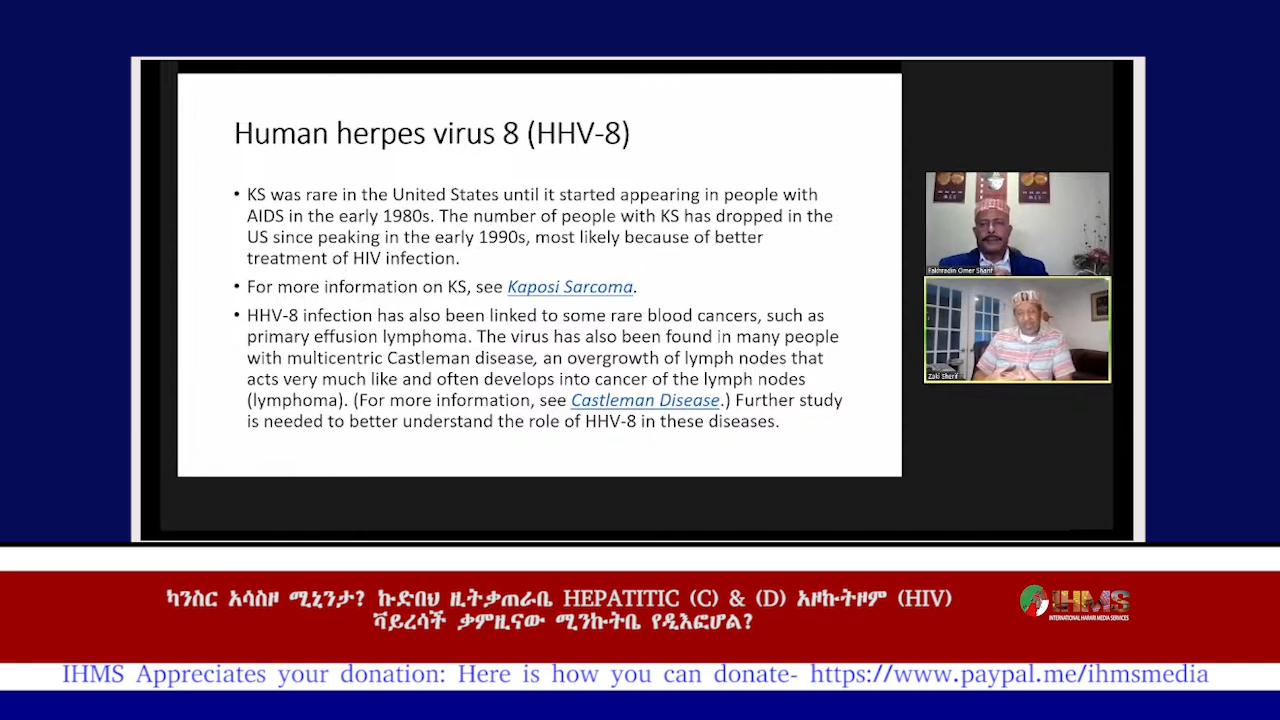 Human herpes virus 8 (HHV-8)
• KS was rare in the United States until it started appearing in people with
AIDS in the early 1980s. The number of people with KS has dropped in the
US since peaking in the early 1990s, most likely because of better
treatment of HIV infection.
• For more information on KS, see Kaposi Sarcoma.
• HHV-8 infection has also been linked to some rare blood cancers, such as
primary effusion lymphoma. The virus has also been found in many people
with multicentric Castleman disease, an overgrowth of lymph nodes that
acts very much like and often develops into cancer of the lymph nodes
(lymphoma). (For more information, see Castleman Disease.) Further study
is needed to better understand the role of HHV-8 in these diseases.
Fakhradin Omer Sharif
Zaki Sherif
ካንስር አሳስዞ ሚኒንታ? ኩድበህ ዚትቃጠራቤ HEPATITIC (C) & (D) አዞኩትዞም (HIV)
ቫይረሳች ቃምዚናው ሚንኩትቤ የዲእፎሆል?
IHMS
INTERNATIONAL HARARI MEDIA SERVICES
IHMS Appreciates your donation: Here is how you can donate- https://www.paypal.me/ihmsmedia